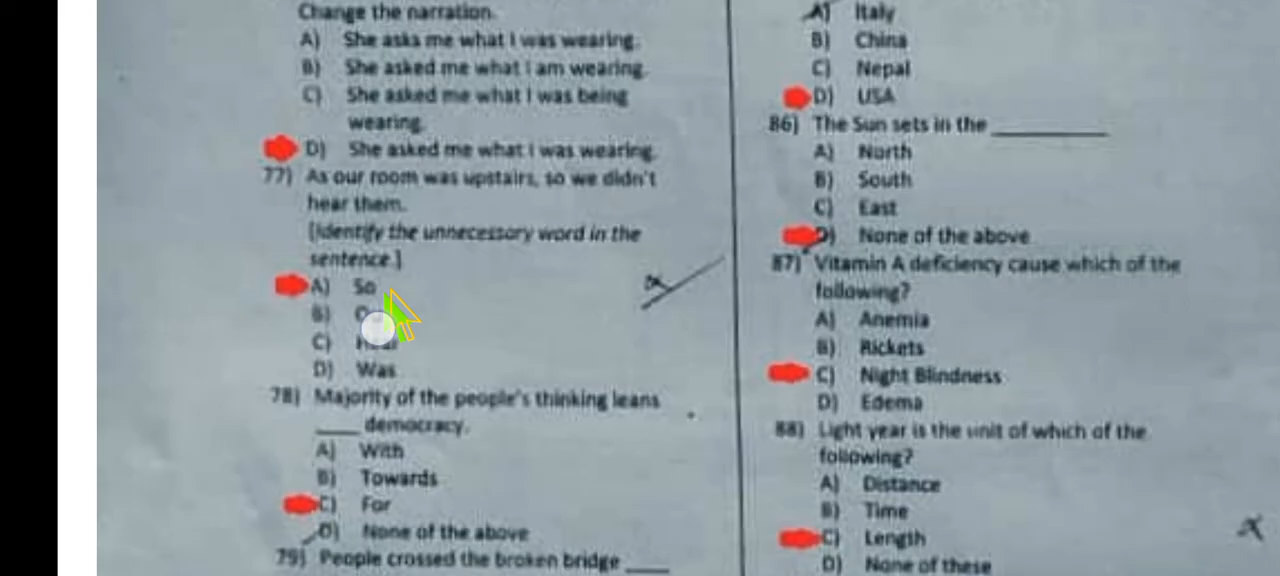 Change the narration.
A) She asks me what I was wearing.
B) She asked me what I am wearing.
C) She asked me what I was being
wearing.
D) She asked me what I was wearing.
77) As our room was upstairs, so we didn't
hear them.
[Identify the unnecessary word in the
sentence]
A) So
B)
C)
D) Was
78) Majority of the people's thinking leans
____ democracy.
A) With
B) Towards
C) For
D) None of the above
79) People crossed the broken bridge ____
A) Italy
B) China
C) Nepal
D) USA
86) The Sun sets in the ________
A) North
B) South
C) East
D) None of the above
87) Vitamin A deficiency cause which of the
following?
A) Anemia
B) Rickets
C) Night Blindness
D) Edema
88) Light year is the unit of which of the
following?
A) Distance
B) Time
C) Length
D) None of these